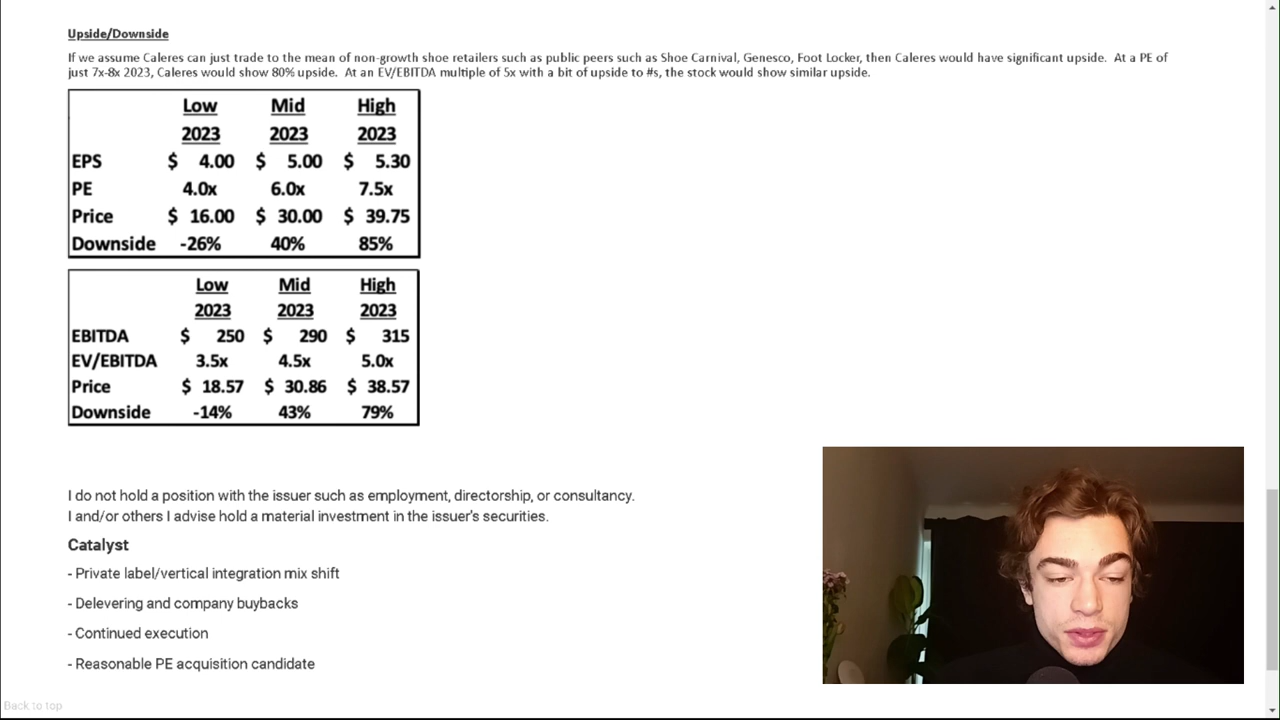 Upside/Downside
If we assume Caleres can just trade to the mean of non-growth shoe retailers such as public peers such as Shoe Carnival, Genesco, Foot Locker, then Caleres would have significant upside. At a PE of
just 7x-8x 2023, Caleres would show 80% upside. At an EV/EBITDA multiple of 5x with a bit of upside to #s, the stock would show similar upside.
Low Mid High
2023 2023 2023
EPS $ 4.00 $ 5.00 $ 5.30
PE 4.0x 6.0x 7.5x
Price $ 16.00 $ 30.00 $ 39.75
Downside -26% 40% 85%
Low Mid High
2023 2023 2023
EBITDA $ 250 $ 290 $ 315
EV/EBITDA 3.5x 4.5x 5.0x
Price $ 18.57 $ 30.86 $ 38.57
Downside -14% 43% 79%
I do not hold a position with the issuer such as employment, directorship, or consultancy.
I and/or others I advise hold a material investment in the issuer's securities.
Catalyst
- Private label/vertical integration mix shift
- Delevering and company buybacks
- Continued execution
- Reasonable PE acquisition candidate
Back to top